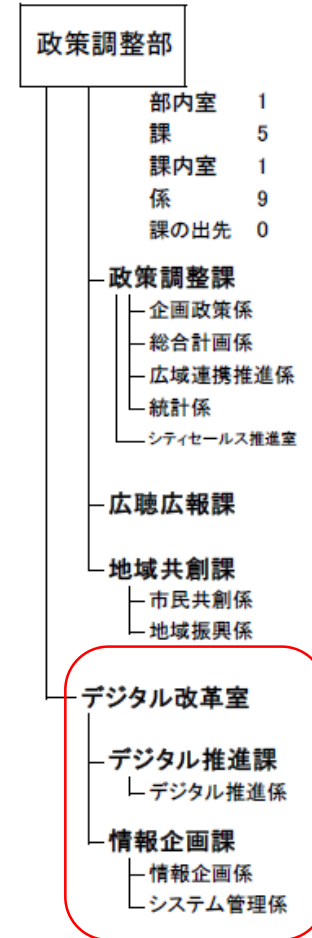 政策調整部
部内室 1
課 5
課内室 1
係 9
課の出先 0
政策調整課
企画政策係
総合計画係
広域連携推進係
統計係
シティセールス推進室
広聴広報課
地域共創課
市民共創係
地域振興係
デジタル改革室
デジタル推進課
デジタル推進係
情報企画課
情報企画係
システム管理係